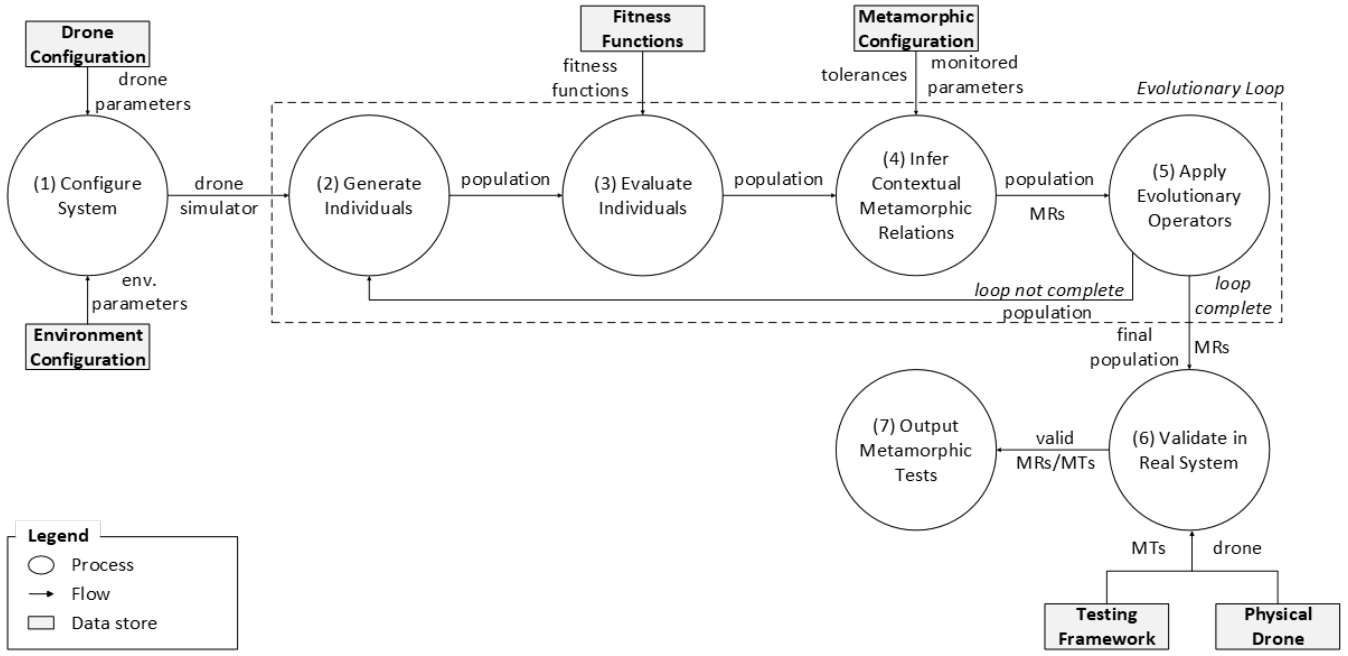 Drone
Configuration
drone
parameters
(1) Configure
System
env.
parameters
Environment
Configuration
drone
simulator
Fitness
Functions
fitness
functions
Metamorphic
Configuration
tolerances
monitored
parameters
Evolutionary Loop
(2) Generate
Individuals
population
(3) Evaluate
Individuals
population
(4) Infer
Contextual
Metamorphic
Relations
population
MRs
(5) Apply
Evolutionary
Operators
loop not complete
population
loop
complete
final
population
MRs
(6) Validate in
Real System
valid
MRs/MTs
(7) Output
Metamorphic
Tests
MTs
drone
Testing
Framework
Physical
Drone
Legend
Process
Flow
Data store